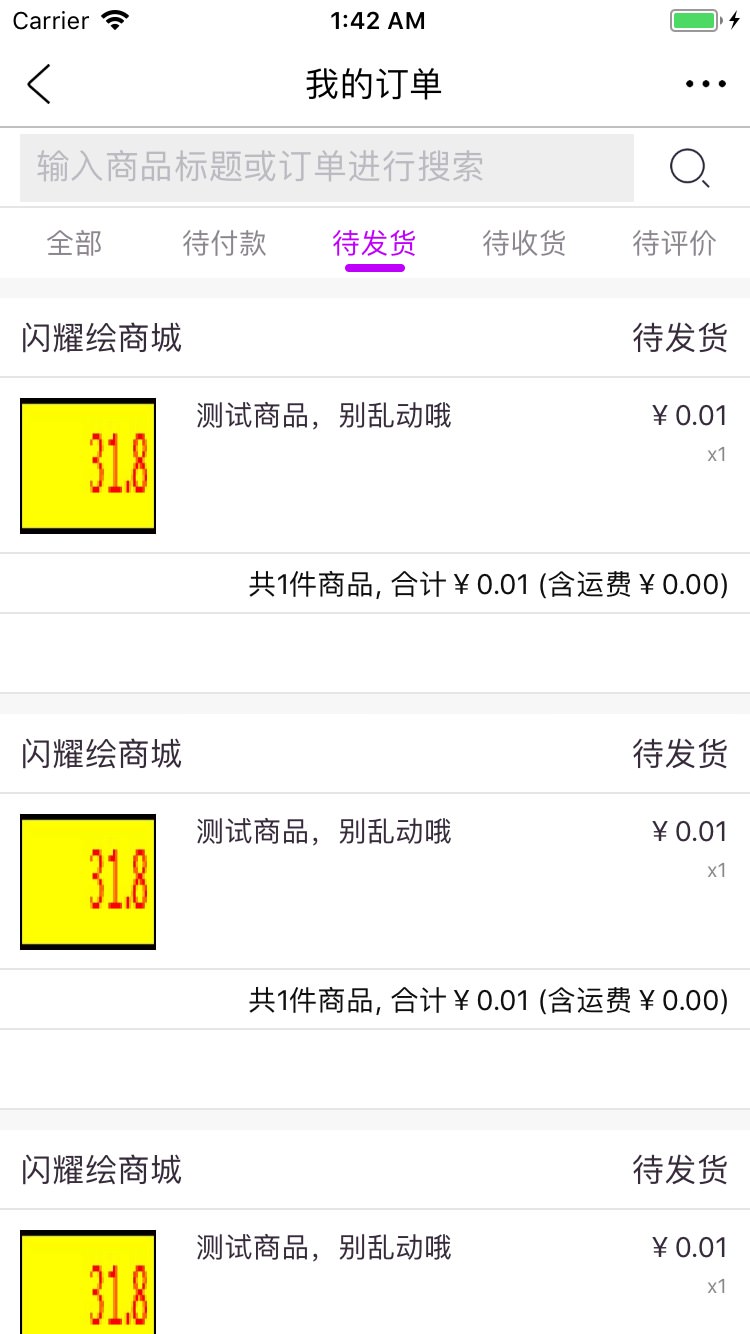 Carrier 1:42 AM
我的订单
输入商品标题或订单进行搜索
全部 待付款 待发货 待收货 待评价
闪耀绘商城 待发货
测试商品，别乱动哦 ¥ 0.01
31.8 x1
共1件商品, 合计 ¥ 0.01 (含运费 ¥ 0.00)
闪耀绘商城 待发货
测试商品，别乱动哦 ¥ 0.01
31.8 x1
共1件商品, 合计 ¥ 0.01 (含运费 ¥ 0.00)
闪耀绘商城 待发货
测试商品，别乱动哦 ¥ 0.01
31.8 x1